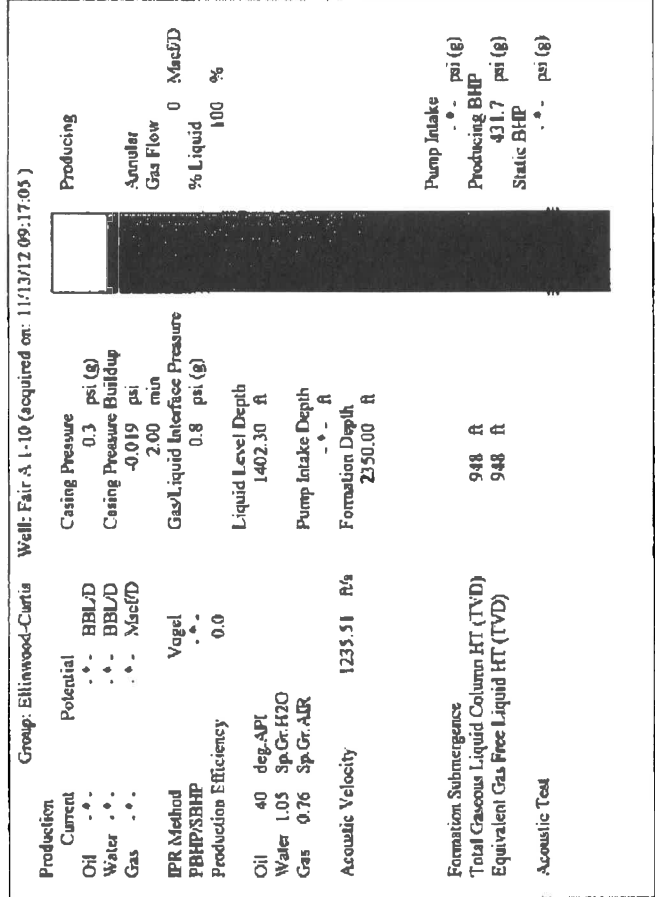 Group: Ellinwood-Curtis Well: Fair A 1-10 (acquired on: 11/13/12 09:17:05 )
Production
Current Potential
Oil - * - - * - BBL/D
Water - * - - * - BBL/D
Gas - * - - * - Mscf/D
IPR Method Vogel
PBHP/SBHP - * -
Production Efficiency 0.0
Oil 40 deg.API
Water 1.05 Sp.Gr.H2O
Gas 0.76 Sp.Gr.AIR
Acoustic Velocity 1235.51 ft/s
Formation Submergence
Total Gaseous Liquid Column HT (TVD) 948 ft
Equivalent Gas Free Liquid HT (TVD) 948 ft
Acoustic Test
Casing Pressure
0.3 psi (g)
Casing Pressure Buildup
-0.019 psi
2.00 min
Gas/Liquid Interface Pressure
0.8 psi (g)
Liquid Level Depth
1402.30 ft
Pump Intake Depth
- * - ft
Formation Depth
2350.00 ft
Producing
Annular
Gas Flow
0 Mscf/D
% Liquid
100 %
Pump Intake
- * - psi (g)
Producing BHP
431.7 psi (g)
Static BHP
- * - psi (g)